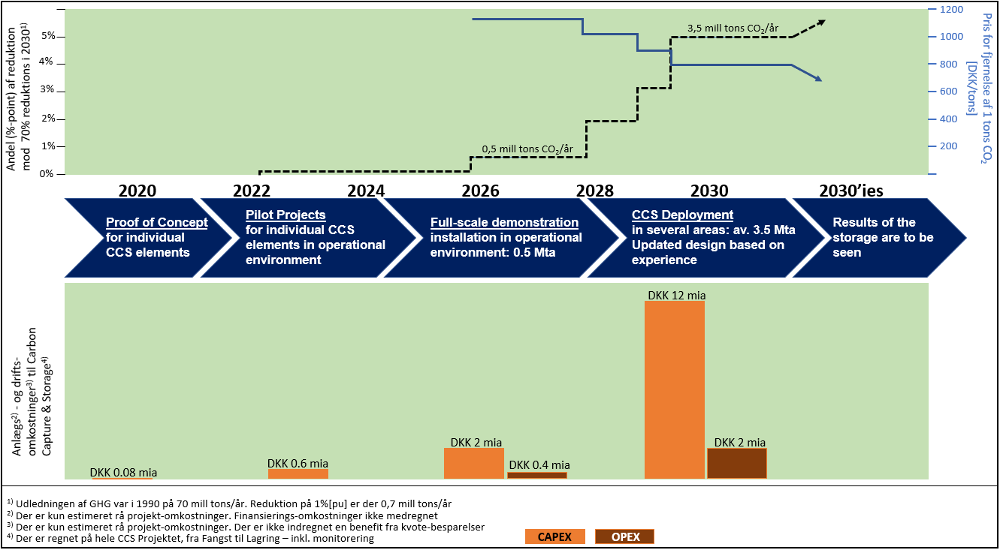 Andel (%-point) af reduktion
mod 70% reduktions i 2030¹⁾
5%
4%
3%
2%
1%
0%
0,5 mill tons CO₂/år
3,5 mill tons CO₂/år
1200
1000
800
600
400
200
Pris for fjernelse af 1 tons CO₂
[DKK/tons]
2020 2022 2024 2026 2028 2030 2030’ies
Proof of Concept
for individual
CCS elements
Pilot Projects
for individual CCS
elements in operational
environment
Full-scale demonstration
installation in operational
environment: 0.5 Mta
CCS Deployment
in several areas: av. 3.5 Mta
Updated design based on
experience
Results of the
storage are to be
seen
Anlægs²⁾ - og drifts-
omkostninger³⁾ til Carbon
Capture & Storage⁴⁾
DKK 0.08 mia
DKK 0.6 mia
DKK 2 mia
DKK 0.4 mia
DKK 12 mia
DKK 2 mia
¹⁾ Udledningen af GHG var i 1990 på 70 mill tons/år. Reduktion på 1%[pu] er der 0,7 mill tons/år
²⁾ Der er kun estimeret rå projekt-omkostninger. Finansierings-omkostninger ikke medregnet
³⁾ Der er kun estimeret rå projekt-omkostninger. Der er ikke indregnet en benefit fra kvote-besparelser
⁴⁾ Der er regnet på hele CCS Projektet, fra Fangst til Lagring – inkl. monitorering
CAPEX
OPEX